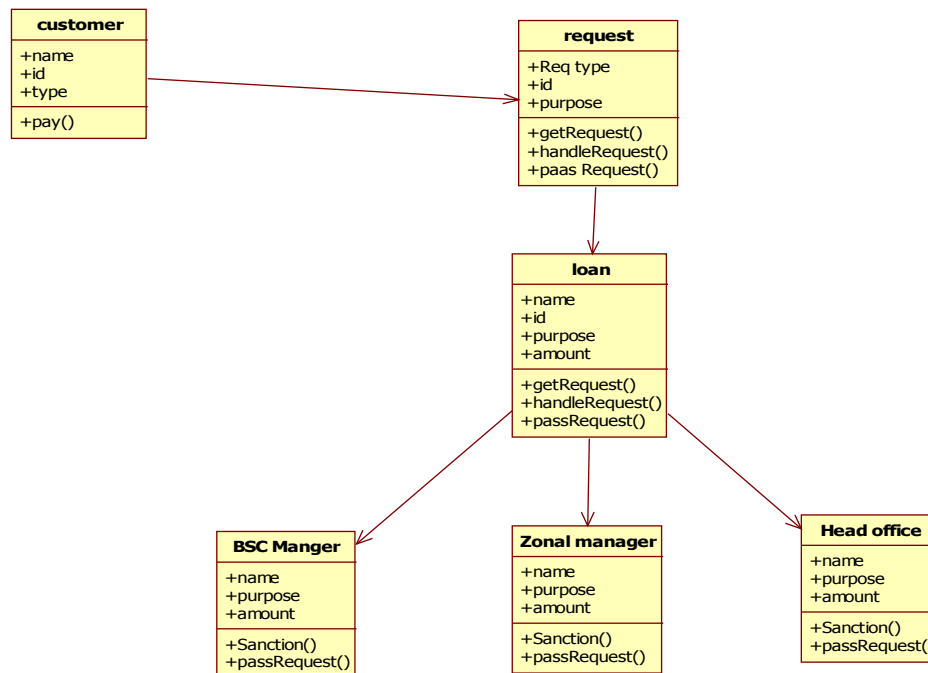 customer
+name
+id
+type
+pay()
request
+Req type
+id
+purpose
+getRequest()
+handleRequest()
+paas Request()
loan
+name
+id
+purpose
+amount
+getRequest()
+handleRequest()
+passRequest()
BSC Manger
+name
+purpose
+amount
+Sanction()
+passRequest()
Zonal manager
+name
+purpose
+amount
+Sanction()
+passRequest()
Head office
+name
+purpose
+amount
+Sanction()
+passRequest(